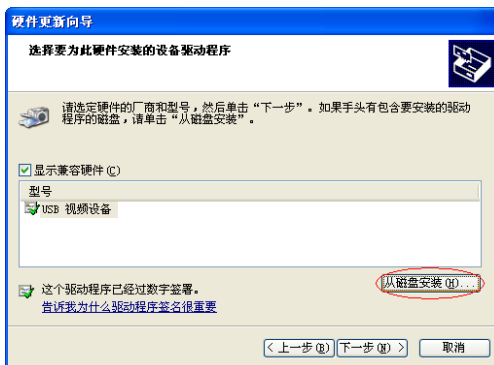 硬件更新向导
选择要为此硬件安装的设备驱动程序
请选定硬件的厂商和型号，然后单击“下一步”。如果手头有包含要安装的驱动
程序的磁盘，请单击“从磁盘安装”。
显示兼容硬件(C)
型号
USB 视频设备
从磁盘安装(H)...
这个驱动程序已经过数字签署。
告诉我为什么驱动程序签名很重要
< 上一步(B) 下一步(N) > 取消